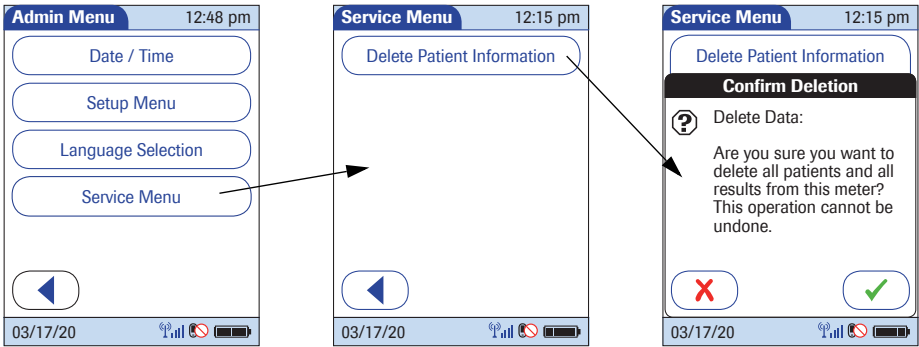 Admin Menu 12:48 pm
Date / Time
Setup Menu
Language Selection
Service Menu
03/17/20
Service Menu 12:15 pm
Delete Patient Information
03/17/20
Service Menu 12:15 pm
Delete Patient Information
Confirm Deletion
Delete Data:
Are you sure you want to
delete all patients and all
results from this meter?
This operation cannot be
undone.
03/17/20